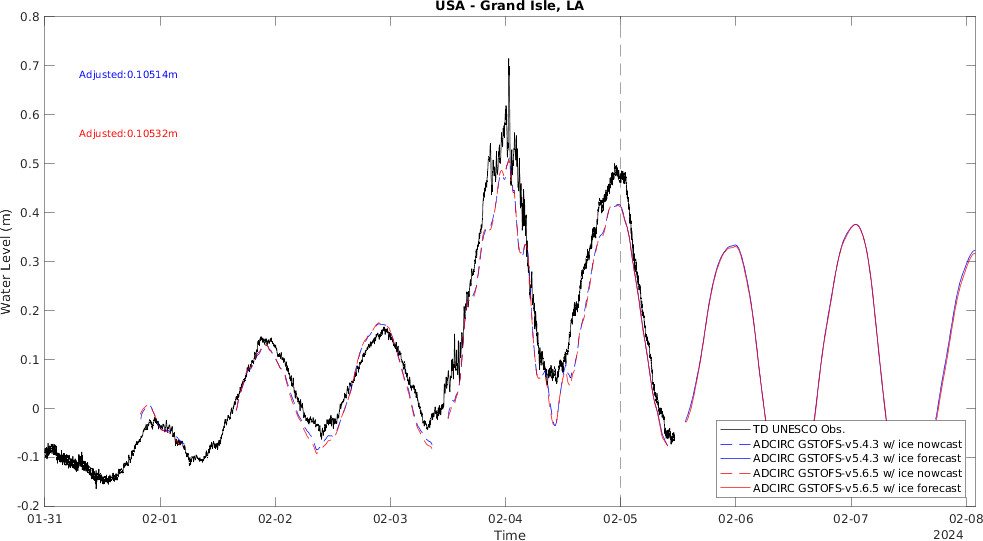 USA - Grand Isle, LA
0.8
0.7
0.6
0.5
0.4
0.3
0.2
0.1
0
-0.1
-0.2
Water Level (m)
Adjusted:0.10514m
Adjusted:0.10532m
TD UNESCO Obs.
ADCIRC GSTOFS-v5.4.3 w/ ice nowcast
ADCIRC GSTOFS-v5.4.3 w/ ice forecast
ADCIRC GSTOFS-v5.6.5 w/ ice nowcast
ADCIRC GSTOFS-v5.6.5 w/ ice forecast
01-31 02-01 02-02 02-03 02-04 02-05 02-06 02-07 02-08
Time
2024